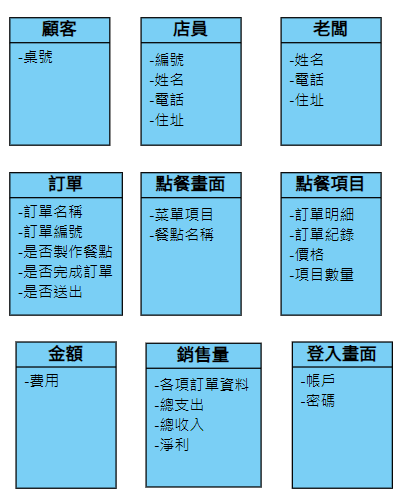 顧客
-桌號
店員
-編號
-姓名
-電話
-住址
老闆
-姓名
-電話
-住址
訂單
-訂單名稱
-訂單編號
-是否製作餐點
-是否完成訂單
-是否送出
點餐畫面
-菜單項目
-餐點名稱
點餐項目
-訂單明細
-訂單紀錄
-價格
-項目數量
金額
-費用
銷售量
-各項訂單資料
-總支出
-總收入
-淨利
登入畫面
-帳戶
-密碼